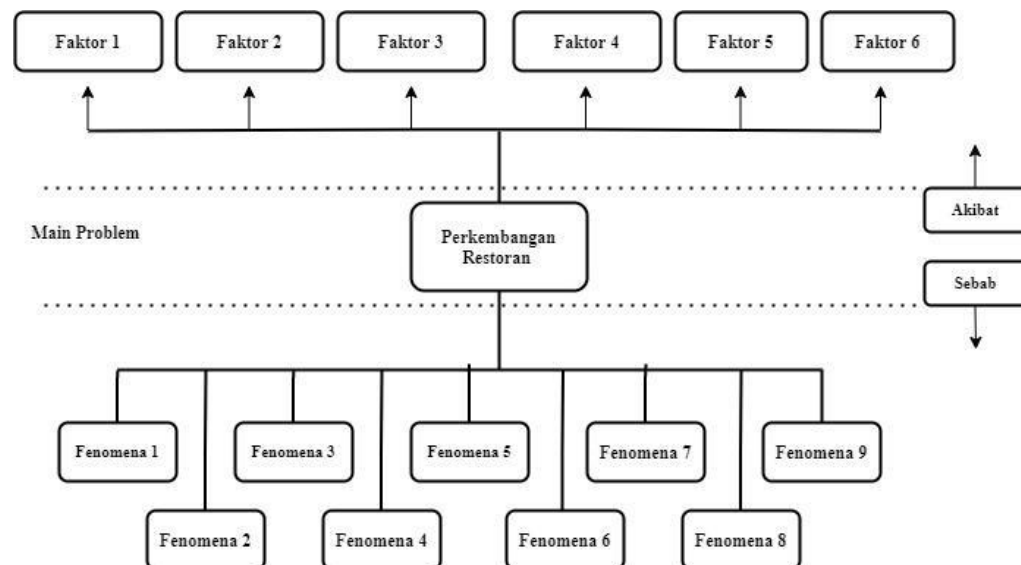 Faktor 1
Faktor 2
Faktor 3
Faktor 4
Faktor 5
Faktor 6
Akibat
Main Problem
Perkembangan
Restoran
Sebab
Fenomena 1
Fenomena 3
Fenomena 5
Fenomena 7
Fenomena 9
Fenomena 2
Fenomena 4
Fenomena 6
Fenomena 8